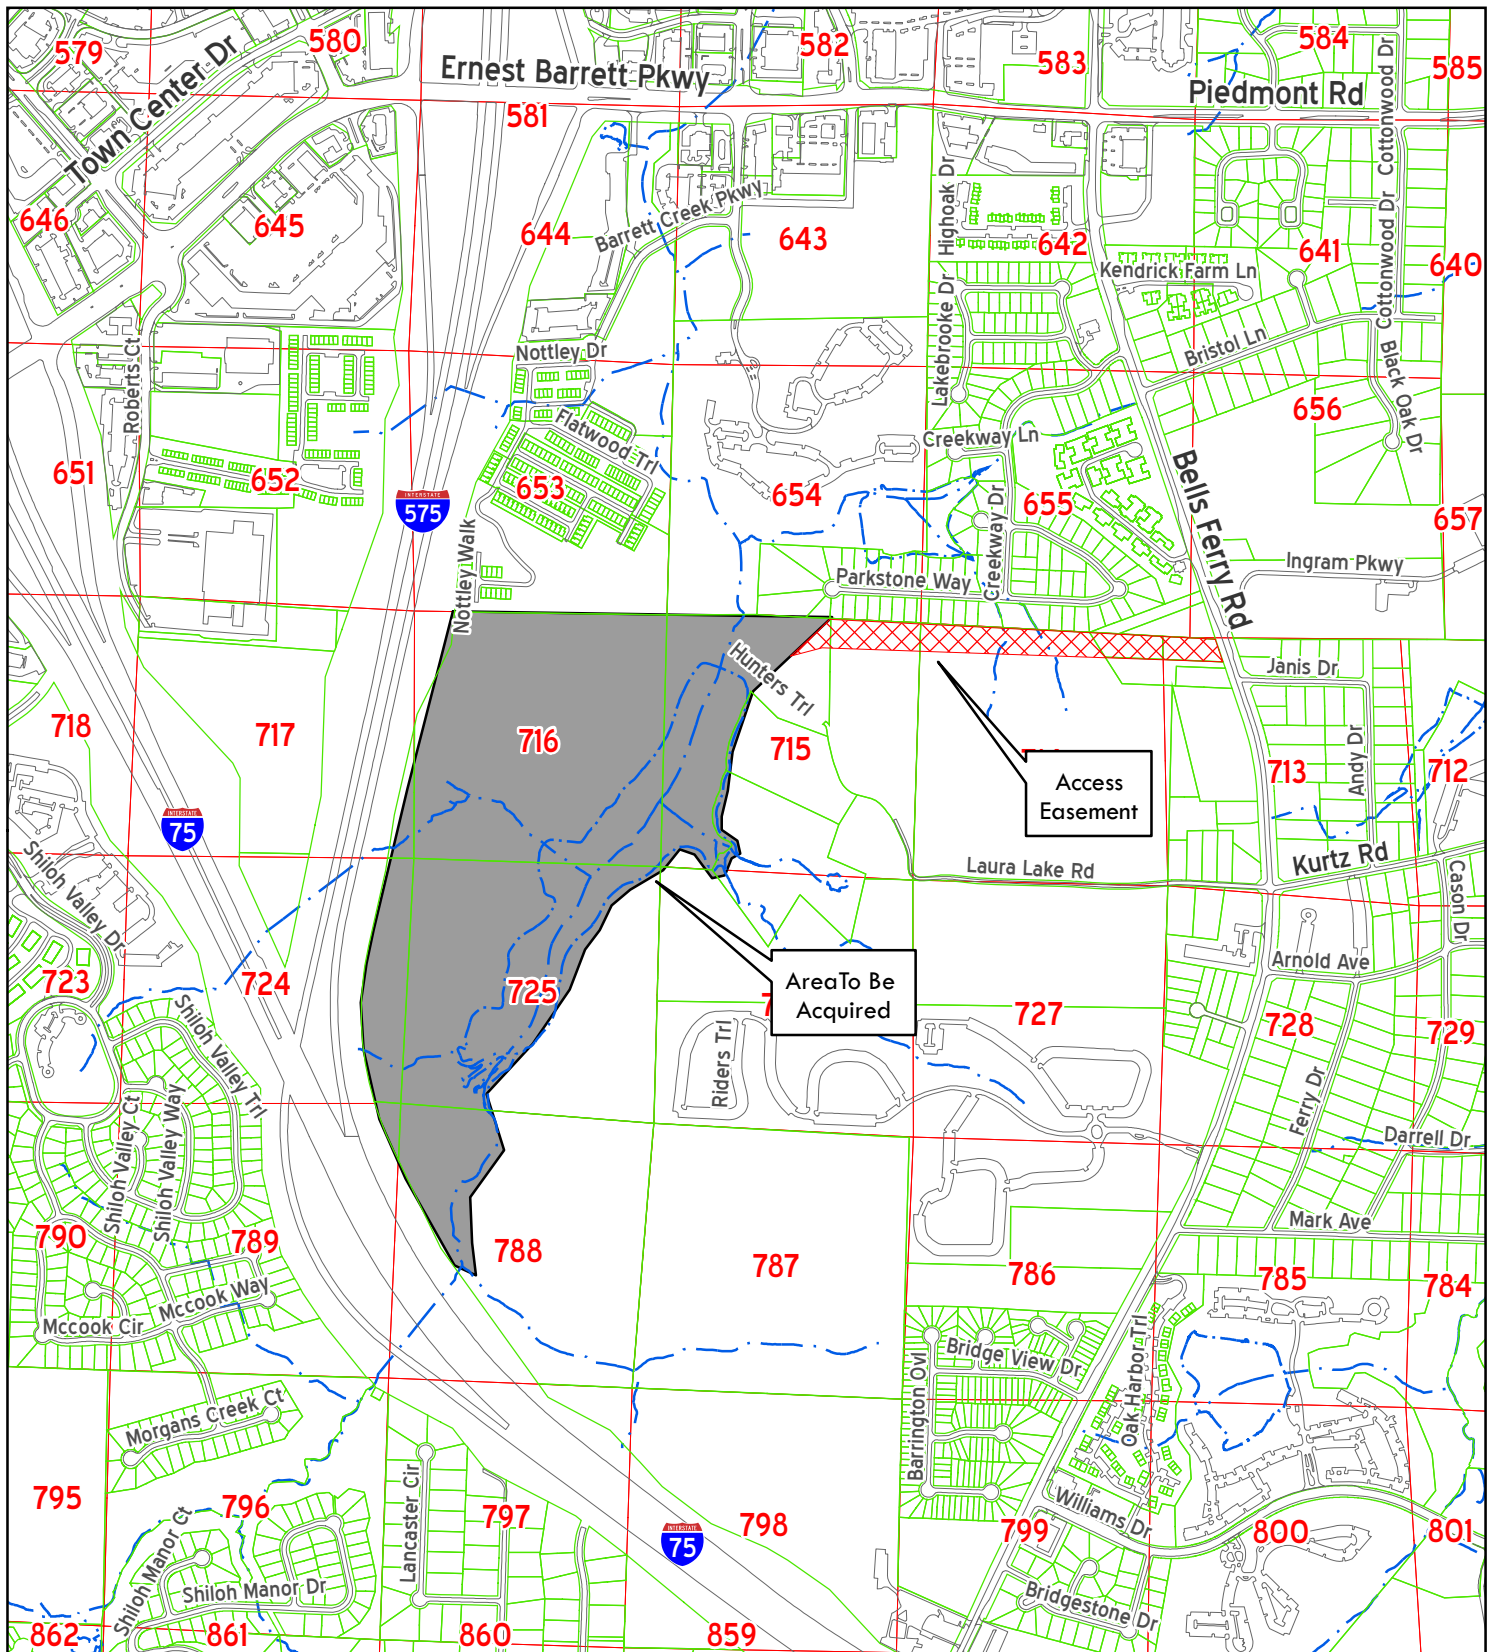 579
580
582
583
584
585
Town Center Dr
Ernest Barrett Pkwy
Piedmont Rd
Cottonwood Dr
581
646
645
644
Barrett Creek Pkwy
643
Highoak Dr
642
Kendrick Farm Ln
641
Cottonwood Dr
640
Roberts Ct
Nottley Dr
Lakebrooke Dr
Bristol Ln
Black Oak Dr
656
651
652
Flatwood Trl
653
654
Creekway Ln
655
Creekway Dr
Bells Ferry Rd
657
INTERSTATE
575
Nottley Walk
Parkstone Way
Ingram Pkwy
Hunters Trl
Janis Dr
718
717
716
715
713
Andy Dr
712
Access
Easement
INTERSTATE
75
Shiloh Valley Dr
Laura Lake Rd
Kurtz Rd
Cason Dr
723
724
725
AreaTo Be
Acquired
727
Arnold Ave
728
729
Shiloh Valley Trl
Riders Trl
Shiloh Valley Ct
Shiloh Valley Way
Ferry Dr
Darrell Dr
790
789
788
787
786
Mark Ave
785
784
Mccook Way
Mccook Cir
Bridge View Dr
Oak Harbor Trl
Barrington Ovl
Morgans Creek Ct
795
796
Lancaster Cir
797
INTERSTATE
75
798
799
Williams Dr
800
801
Shiloh Manor Ct
Shiloh Manor Dr
Bridgestone Dr
862
861
860
859